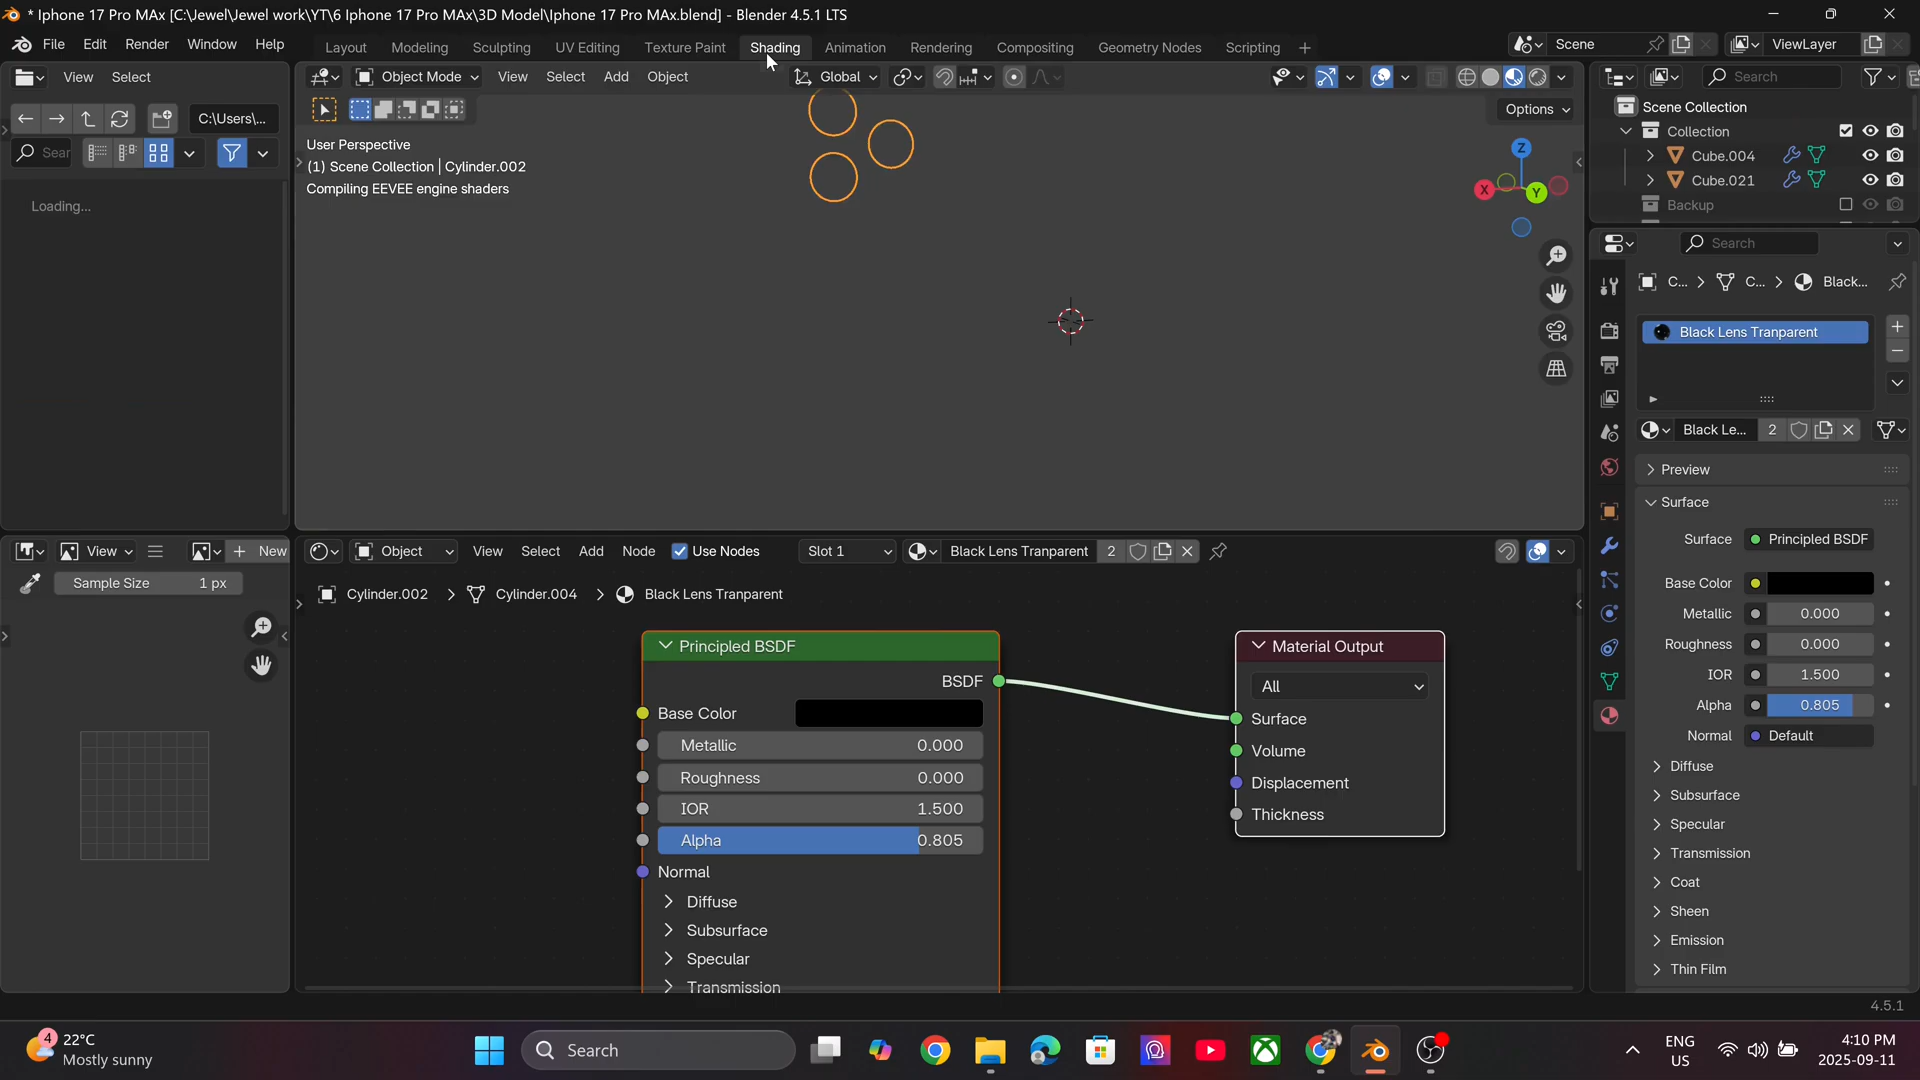 * Iphone 17 Pro MAx [C:\Jewel\Jewel work\YT\6 Iphone 17 Pro MAx\3D Model\Iphone 17 Pro MAx.blend] - Blender 4.5.1 LTS
File Edit Render Window Help Layout Modeling Sculpting UV Editing Texture Paint Shading Animation Rendering Compositing Geometry Nodes Scripting + Scene ViewLayer
View Select
C:\Users\...
Sear
Loading...
Object Mode View Select Add Object Global
Options
User Perspective
(1) Scene Collection | Cylinder.002
Compiling EEVEE engine shaders
Z
X
Y
Search
Scene Collection
Collection
Cube.004
Cube.021
Backup
Search
C... > C... > Black...
Black Lens Tranparent
Black Le... 2
Preview
Surface
Surface Principled BSDF
Base Color
Metallic 0.000
Roughness 0.000
IOR 1.500
Alpha 0.805
Normal Default
Diffuse
Subsurface
Specular
Transmission
Coat
Sheen
Emission
Thin Film
View New
Sample Size 1 px
Object View Select Add Node Use Nodes Slot 1 Black Lens Tranparent 2
Cylinder.002 > Cylinder.004 > Black Lens Tranparent
Principled BSDF
BSDF
Base Color
Metallic 0.000
Roughness 0.000
IOR 1.500
Alpha 0.805
Normal
Diffuse
Subsurface
Specular
Transmission
Material Output
All
Surface
Volume
Displacement
Thickness
4.5.1
4
22°C
Mostly sunny
Search
ENG
US
4:10 PM
2025-09-11